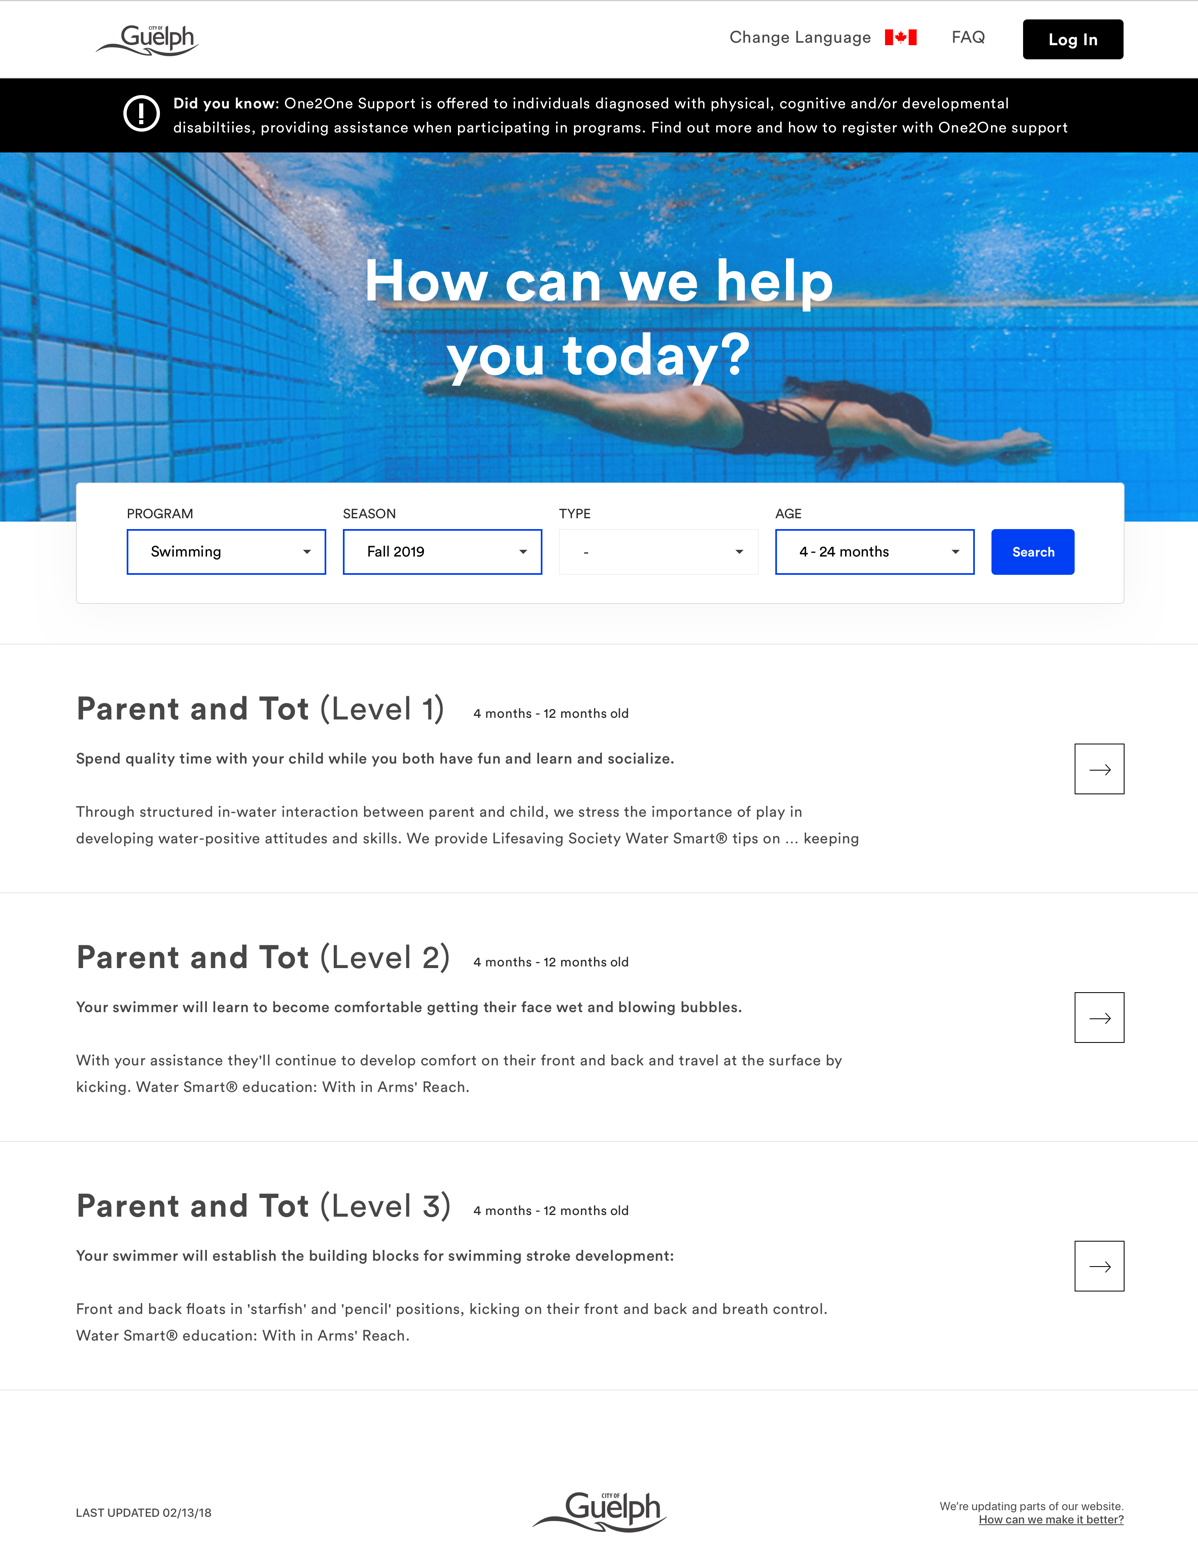 CITY OF
Guelph
Change Language
FAQ
Log In
Did you know: One2One Support is offered to individuals diagnosed with physical, cognitive and/or developmental
disabiltiies, providing assistance when participating in programs. Find out more and how to register with One2One support
How can we help
you today?
PROGRAM
SEASON
TYPE
AGE
Swimming
Fall 2019
-
4 - 24 months
Search
Parent and Tot (Level 1) 4 months - 12 months old
Spend quality time with your child while you both have fun and learn and socialize.
Through structured in-water interaction between parent and child, we stress the importance of play in
developing water-positive attitudes and skills. We provide Lifesaving Society Water Smart® tips on ... keeping
Parent and Tot (Level 2) 4 months - 12 months old
Your swimmer will learn to become comfortable getting their face wet and blowing bubbles.
With your assistance they'll continue to develop comfort on their front and back and travel at the surface by
kicking. Water Smart® education: With in Arms' Reach.
Parent and Tot (Level 3) 4 months - 12 months old
Your swimmer will establish the building blocks for swimming stroke development:
Front and back floats in 'starfish' and 'pencil' positions, kicking on their front and back and breath control.
Water Smart® education: With in Arms' Reach.
LAST UPDATED 02/13/18
CITY OF
Guelph
We're updating parts of our website.
How can we make it better?